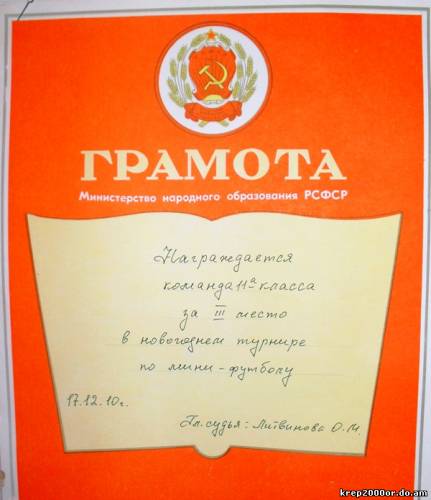 ГРАМОТА
Министерство народного образования РСФСР
Награждается
команда 11а класса
за III место
в новогоднем турнире
по мини-футболу
17.12.10г.
Гл. судья: Литвинова О.М.
krep2000or.do.am